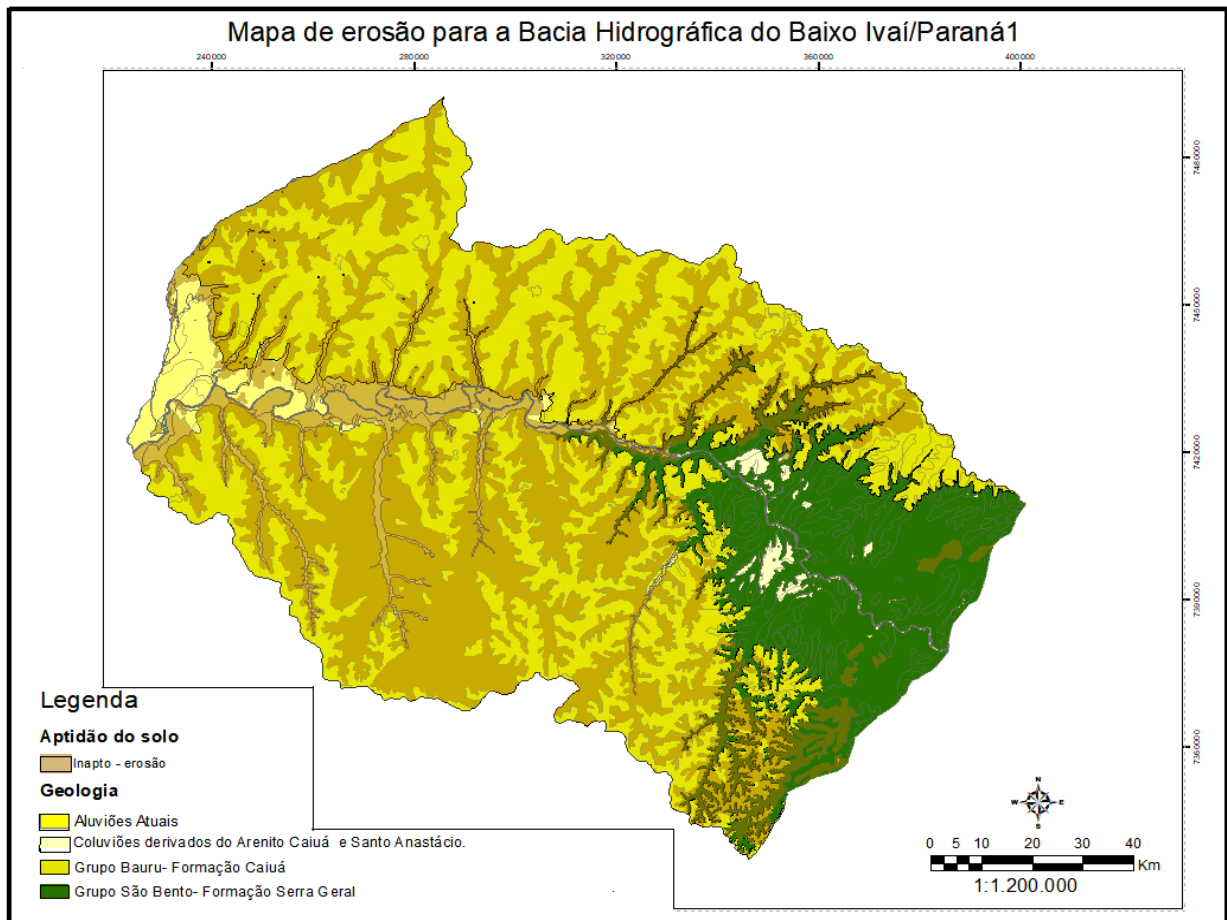 Mapa de erosão para a Bacia Hidrográfica do Baixo Ivaí/Paraná1
240000 280000 320000 360000 400000
7480000
7450000
7420000
7390000
7360000
Legenda
Aptidão do solo
Inapto - erosão
Geologia
Aluviões Atuais
Coluviões derivados do Arenito Caiuá e Santo Anastácio.
Grupo Bauru- Formação Caiuá
Grupo São Bento- Formação Serra Geral
N
W E
S
0 5 10 20 30 40
Km
1:1.200.000